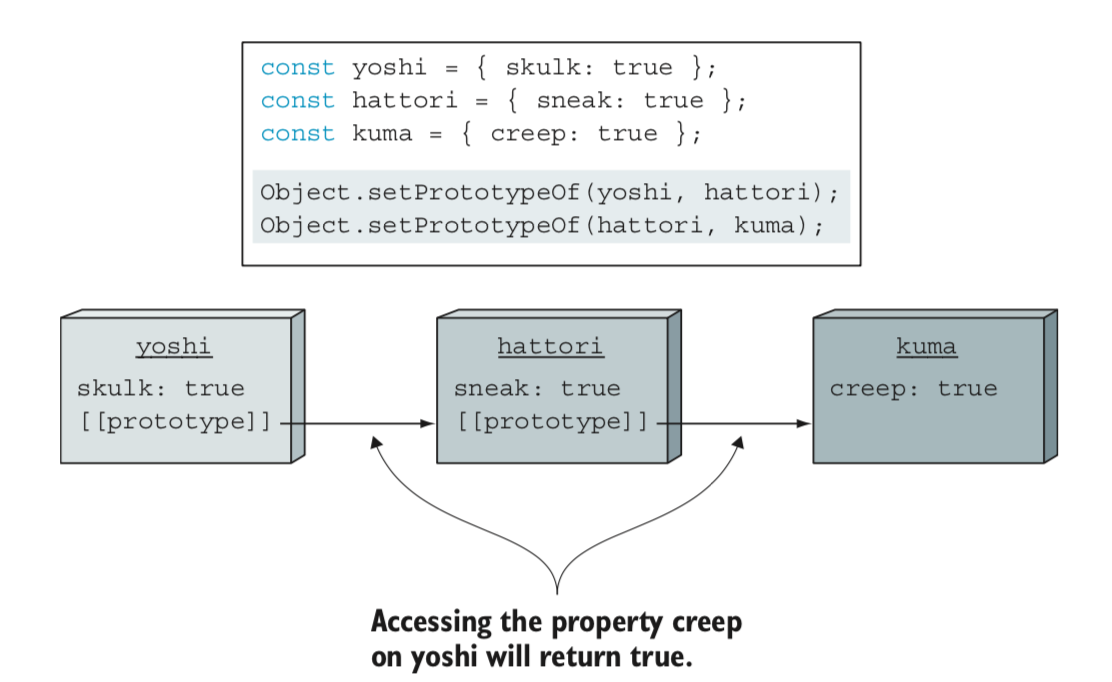 const yoshi = { skulk: true };
const hattori = { sneak: true };
const kuma = { creep: true };
Object.setPrototypeOf(yoshi, hattori);
Object.setPrototypeOf(hattori, kuma);
yoshi
skulk: true
[[prototype]]
hattori
sneak: true
[[prototype]]
kuma
creep: true
Accessing the property creep
on yoshi will return true.